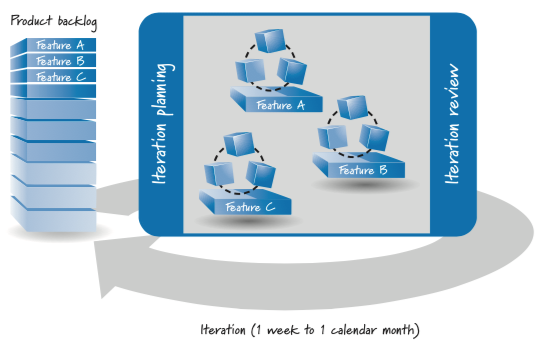 Product backlog
Feature A
Feature B
Feature C
Iteration planning
Feature A
Feature B
Feature C
Iteration review
Iteration (1 week to 1 calendar month)